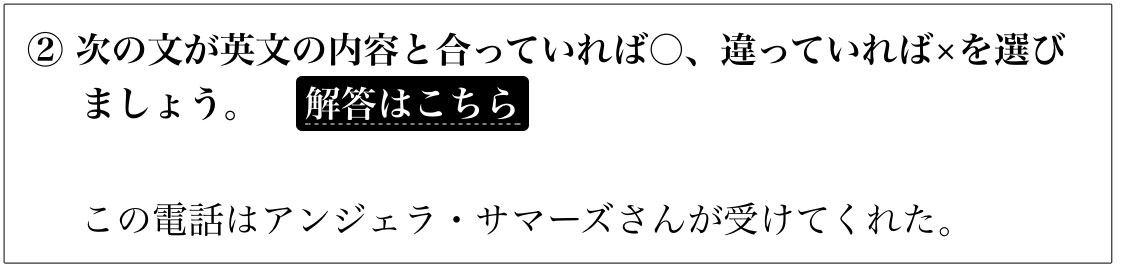 ② 次の文が英文の内容と合っていれば○、違っていれば×を選び
ましょう。 解答はこちら
この電話はアンジェラ・サマーズさんが受けてくれた。